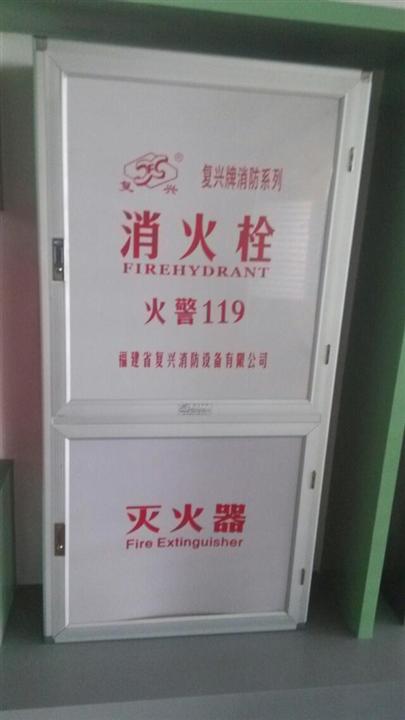 复兴牌消防系列
复 兴
®
消火栓
FIREHYDRANT
火警119
福建省复兴消防设备有限公司
灭火器
Fire Extinguisher